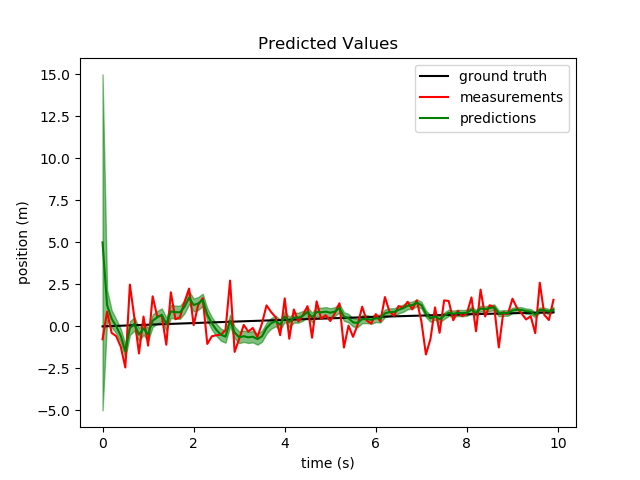 Predicted Values
ground truth
measurements
predictions
15.0
12.5
10.0
7.5
5.0
2.5
0.0
−2.5
−5.0
position (m)
0 2 4 6 8 10
time (s)